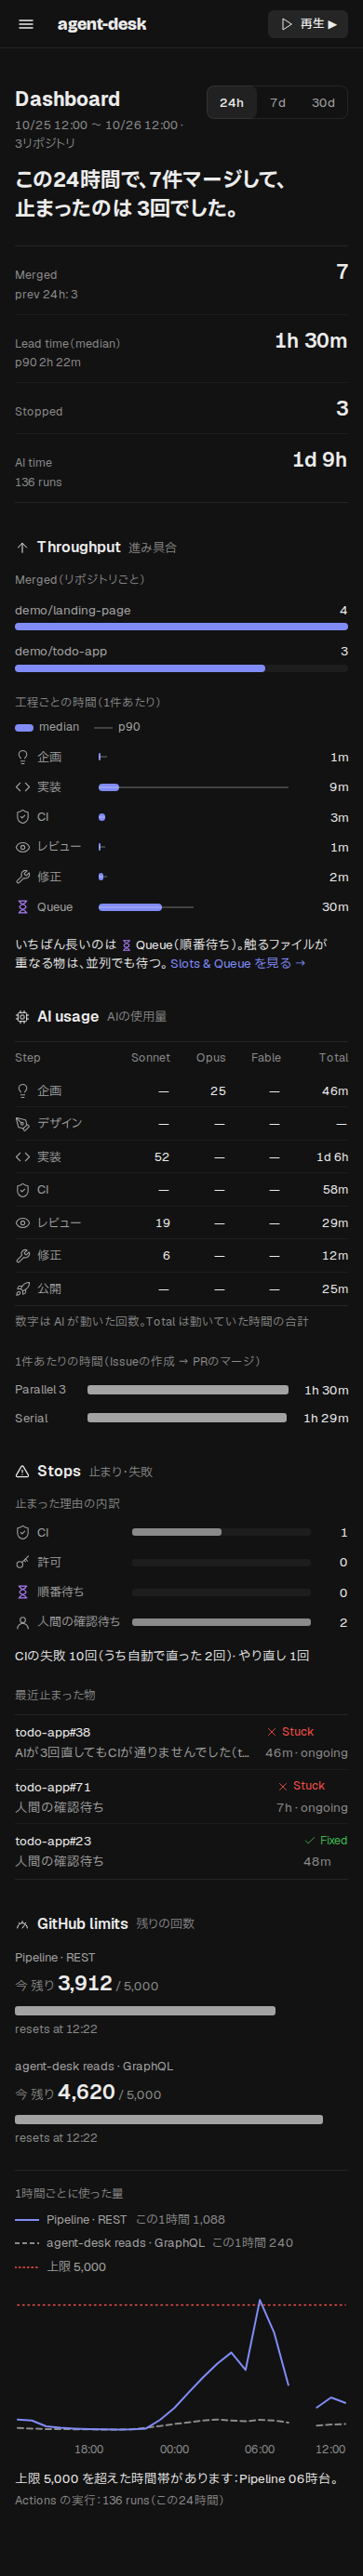 agent-desk
再生 ▶
Dashboard
24h 7d 30d
10/25 12:00 〜 10/26 12:00 ·
3リポジトリ
この24時間で、7件マージして、
止まったのは 3回でした。
Merged 7
prev 24h: 3
Lead time（median） 1h 30m
p90 2h 22m
Stopped 3
AI time 1d 9h
136 runs
Throughput 進み具合
Merged（リポジトリごと）
demo/landing-page 4
demo/todo-app 3
工程ごとの時間（1件あたり）
median p90
企画 1m
実装 9m
CI 3m
レビュー 1m
修正 2m
Queue 30m
いちばん長いのは Queue（順番待ち）。触るファイルが
重なる物は、並列でも待つ。 Slots & Queue を見る →
AI usage AIの使用量
Step Sonnet Opus Fable Total
企画 — 25 — 46m
デザイン — — — —
実装 52 — — 1d 6h
CI — — — 58m
レビュー 19 — — 29m
修正 6 — — 12m
公開 — — — 25m
数字は AI が動いた回数。Total は動いていた時間の合計
1件あたりの時間（Issueの作成 → PRのマージ）
Parallel 3 1h 30m
Serial 1h 29m
Stops 止まり・失敗
止まった理由の内訳
CI 1
許可 0
順番待ち 0
人間の確認待ち 2
CIの失敗 10回（うち自動で直った 2回）· やり直し 1回
最近止まった物
todo-app#38 Stuck
AIが3回直してもCIが通りませんでした（t… 46m · ongoing
todo-app#71 Stuck
人間の確認待ち 7h · ongoing
todo-app#23 Fixed
人間の確認待ち 48m
GitHub limits 残りの回数
Pipeline · REST
今 残り 3,912 / 5,000
resets at 12:22
agent-desk reads · GraphQL
今 残り 4,620 / 5,000
resets at 12:22
1時間ごとに使った量
Pipeline · REST この1時間 1,088
agent-desk reads · GraphQL この1時間 240
上限 5,000
18:00 00:00 06:00 12:00
上限 5,000 を超えた時間帯があります：Pipeline 06時台。
Actions の実行：136 runs（この24時間）